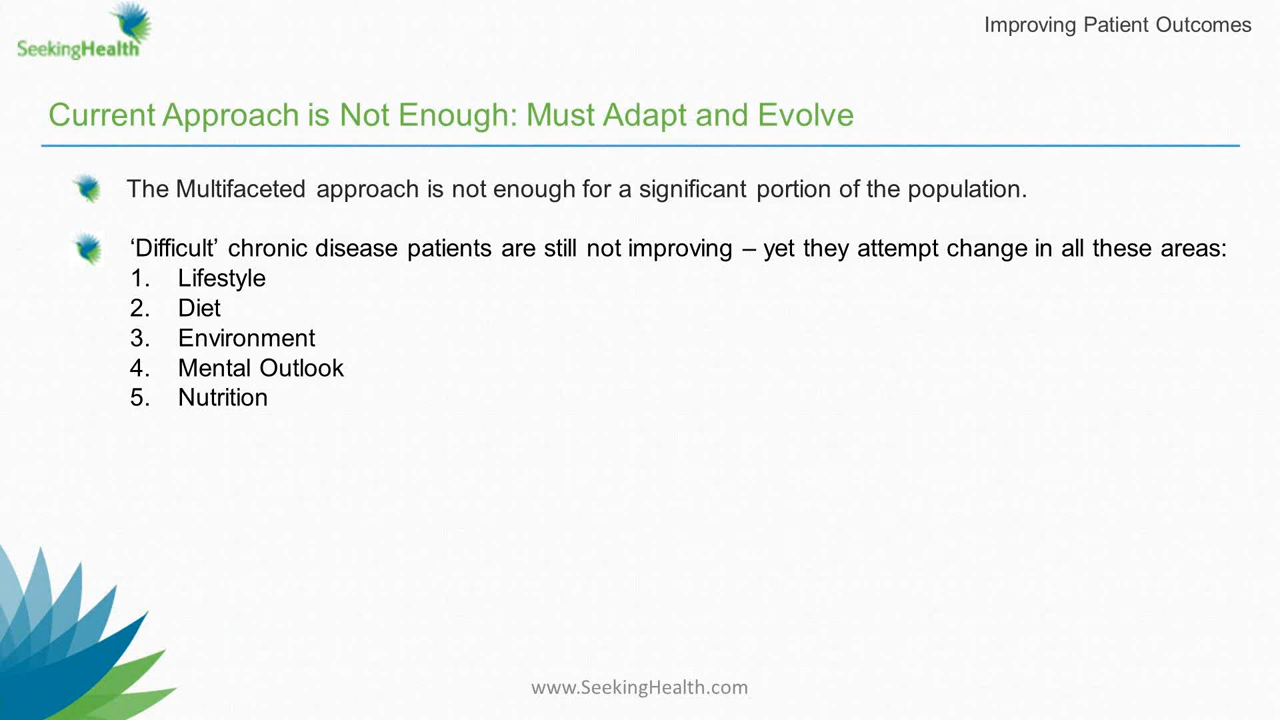 SeekingHealth
Improving Patient Outcomes
Current Approach is Not Enough: Must Adapt and Evolve
The Multifaceted approach is not enough for a significant portion of the population.
‘Difficult’ chronic disease patients are still not improving – yet they attempt change in all these areas:
1. Lifestyle
2. Diet
3. Environment
4. Mental Outlook
5. Nutrition
www.SeekingHealth.com